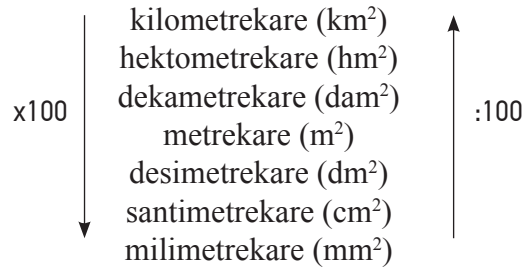 kilometrekare (km²)
hektometrekare (hm²)
dekametrekare (dam²)
x100
:100
metrekare (m²)
desimetrekare (dm²)
santimetrekare (cm²)
milimetrekare (mm²)